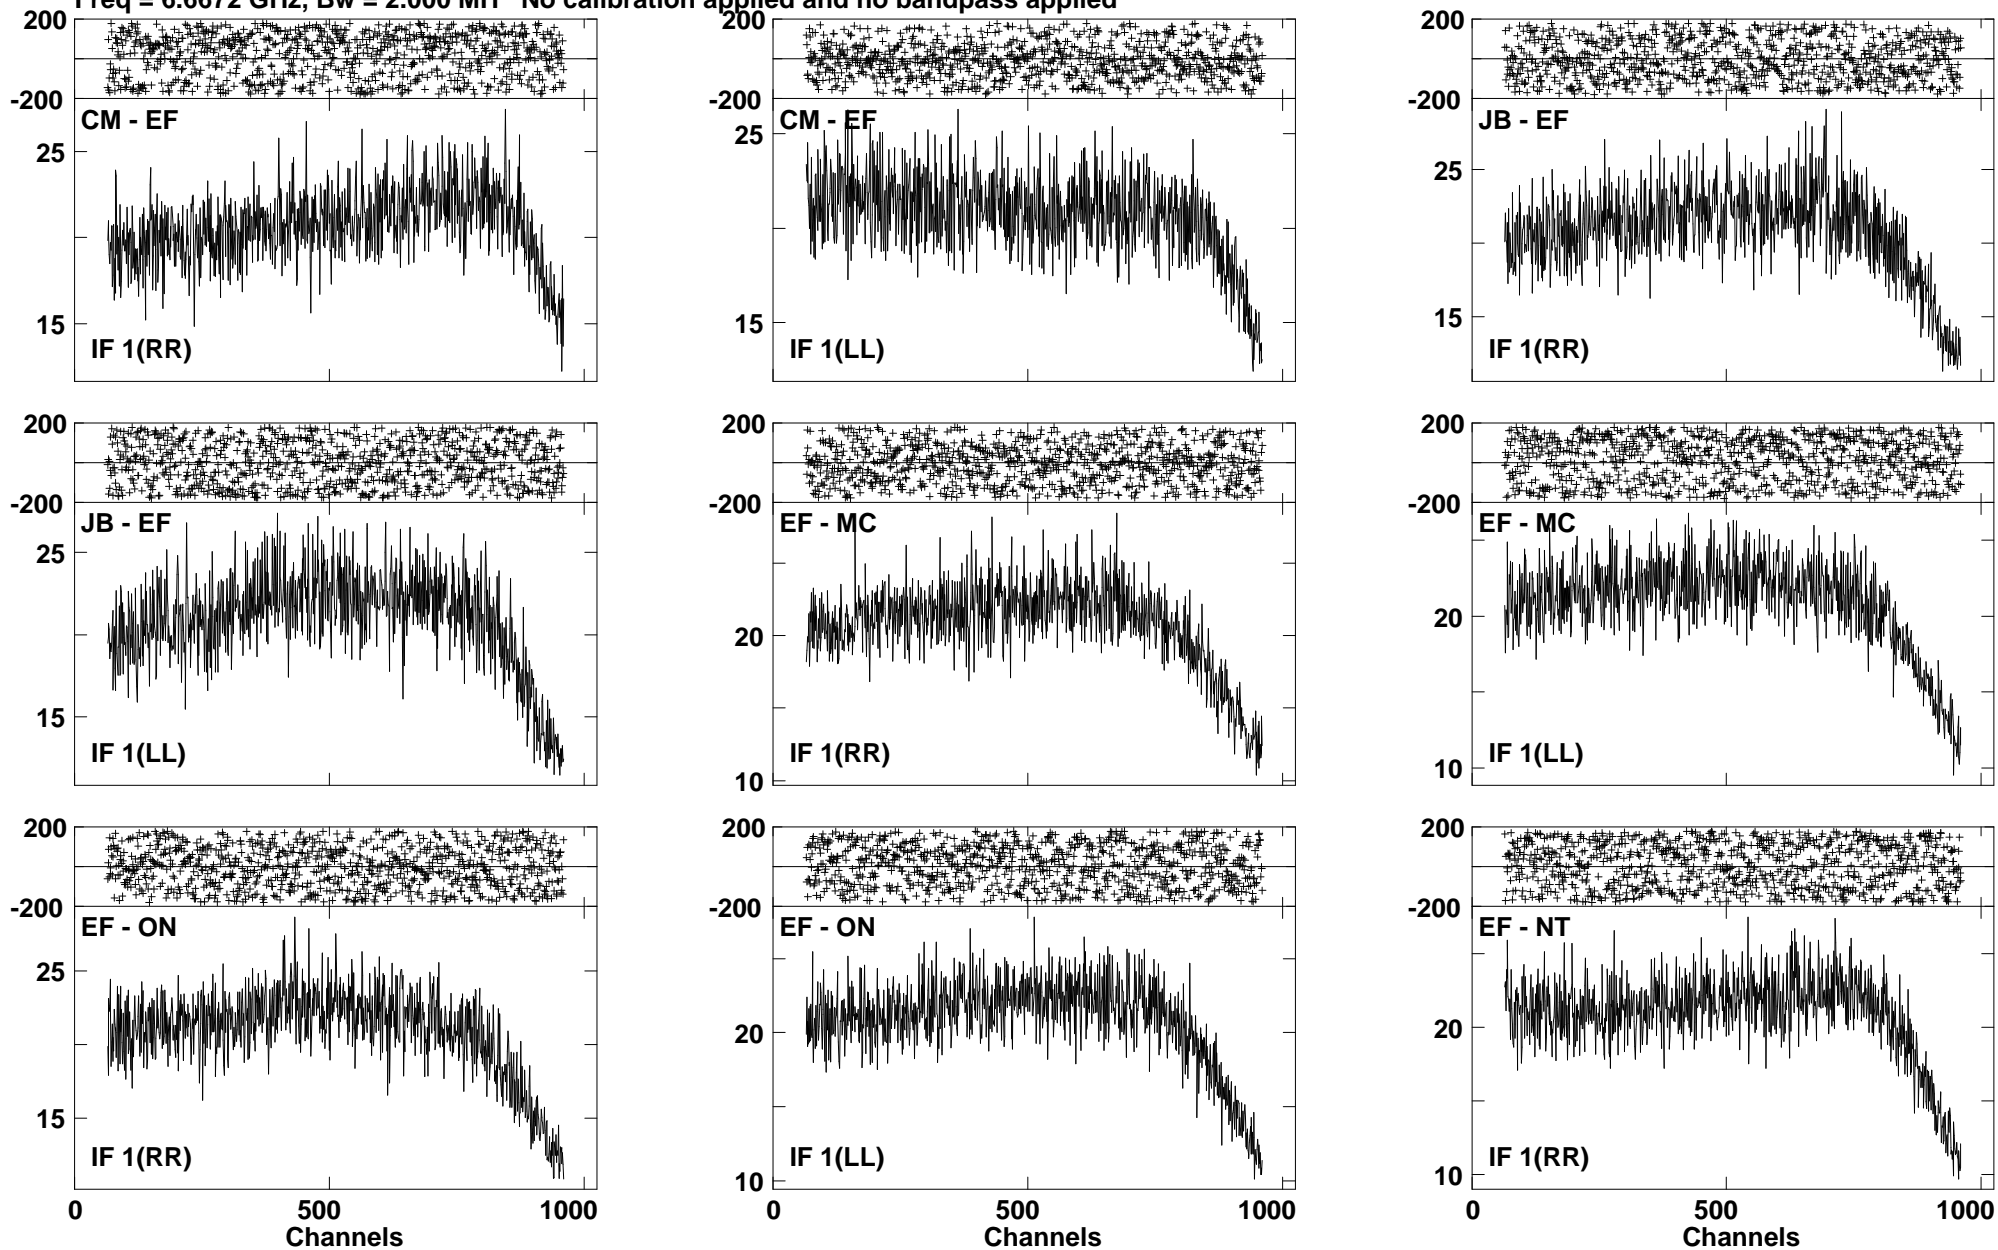 Freq = 6.6672 GHz, Bw = 2.000 MH No calibration applied and no bandpass applied
200
-200
CM - EF
25
15
IF 1(RR)
200
-200
CM - EF
25
15
IF 1(LL)
200
-200
JB - EF
25
15
IF 1(RR)
200
-200
JB - EF
25
15
IF 1(LL)
200
-200
EF - MC
20
10
IF 1(RR)
200
-200
EF - MC
20
10
IF 1(LL)
200
-200
EF - ON
25
15
IF 1(RR)
0 500 1000
Channels
200
-200
EF - ON
20
10
IF 1(LL)
0 500 1000
Channels
200
-200
EF - NT
20
10
IF 1(RR)
0 500 1000
Channels